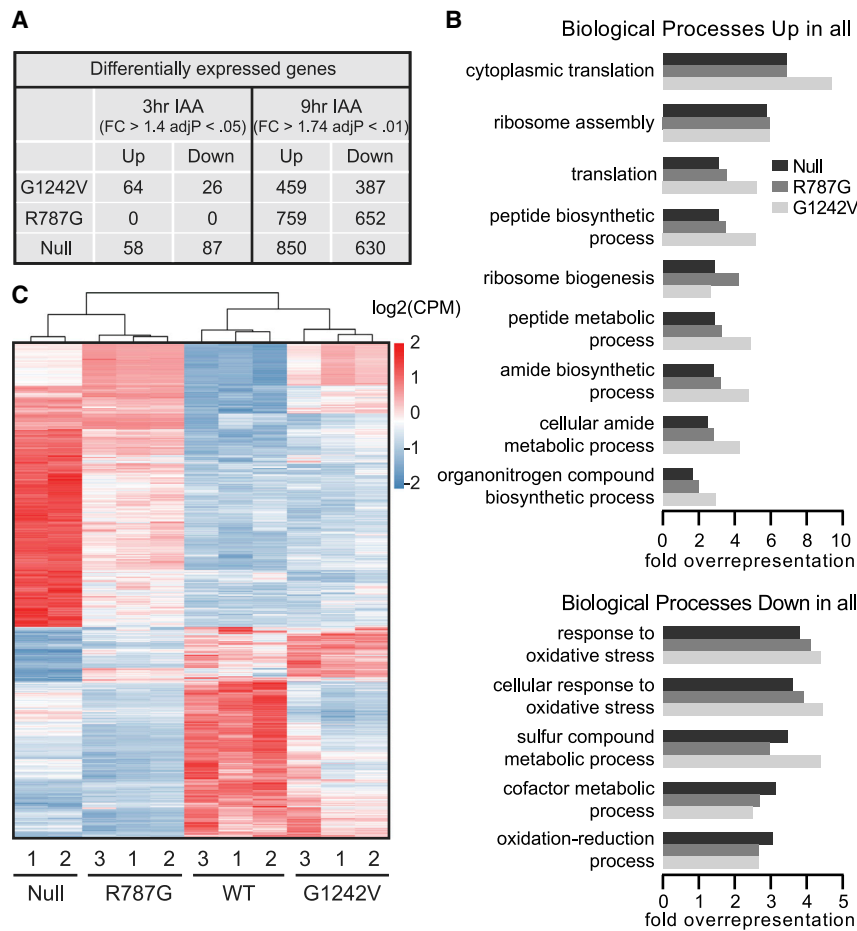 A
Differentially expressed genes
3hr IAA
(FC > 1.4 adjP < .05)
9hr IAA
(FC > 1.74 adjP < .01)
Up Down Up Down
G1242V 64 26 459 387
R787G 0 0 759 652
Null 58 87 850 630
B
Biological Processes Up in all
cytoplasmic translation
ribosome assembly
translation
peptide biosynthetic
process
ribosome biogenesis
peptide metabolic
process
amide biosynthetic
process
cellular amide
metabolic process
organonitrogen compound
biosynthetic process
Null
R787G
G1242V
0 2 4 6 8 10
fold overrepresentation
Biological Processes Down in all
response to
oxidative stress
cellular response to
oxidative stress
sulfur compound
metabolic process
cofactor metabolic
process
oxidation-reduction
process
0 1 2 3 4 5
fold overrepresentation
C
log2(CPM)
2
1
0
-1
-2
1 2 3 1 2 3 1 2 3 1 2
Null R787G WT G1242V